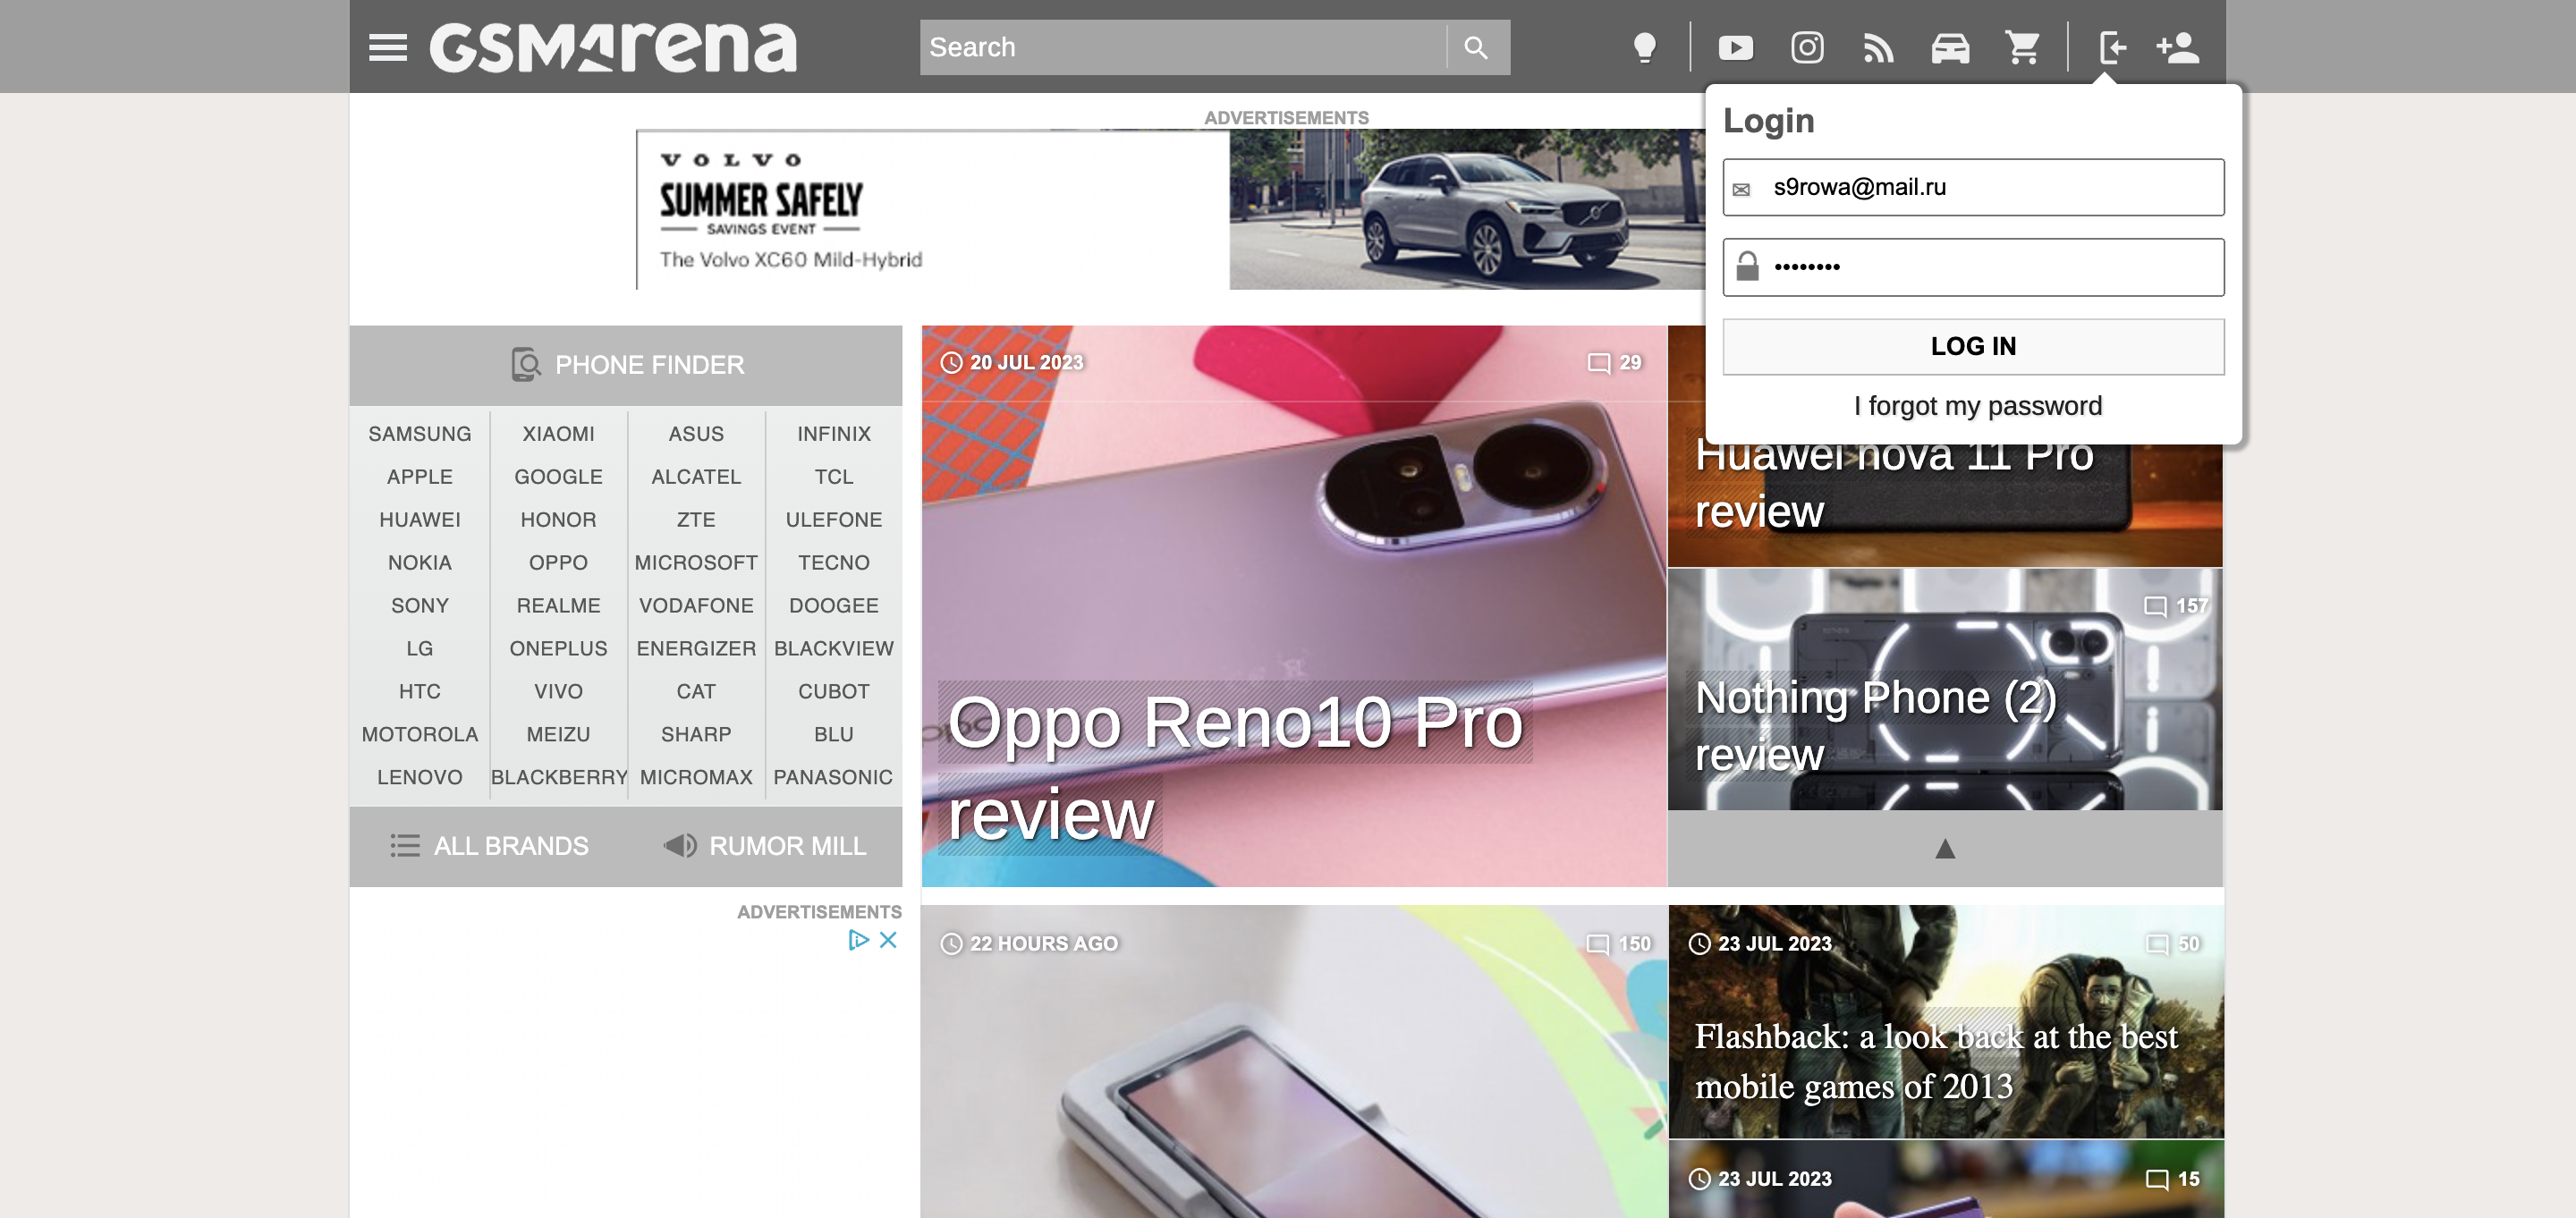 GSMArena
Search
ADVERTISEMENTS
VOLVO
SUMMER SAFELY
SAVINGS EVENT
The Volvo XC60 Mild-Hybrid
Login
s9rowa@mail.ru
••••••••
LOG IN
I forgot my password
PHONE FINDER
SAMSUNG XIAOMI ASUS INFINIX
APPLE GOOGLE ALCATEL TCL
HUAWEI HONOR ZTE ULEFONE
NOKIA OPPO MICROSOFT TECNO
SONY REALME VODAFONE DOOGEE
LG ONEPLUS ENERGIZER BLACKVIEW
HTC VIVO CAT CUBOT
MOTOROLA MEIZU SHARP BLU
LENOVO BLACKBERRY MICROMAX PANASONIC
ALL BRANDS RUMOR MILL
ADVERTISEMENTS
20 JUL 2023 29
Oppo Reno10 Pro
review
Huawei nova 11 Pro
review
157
Nothing Phone (2)
review
22 HOURS AGO 150
23 JUL 2023 50
Flashback: a look back at the best
mobile games of 2013
23 JUL 2023 15